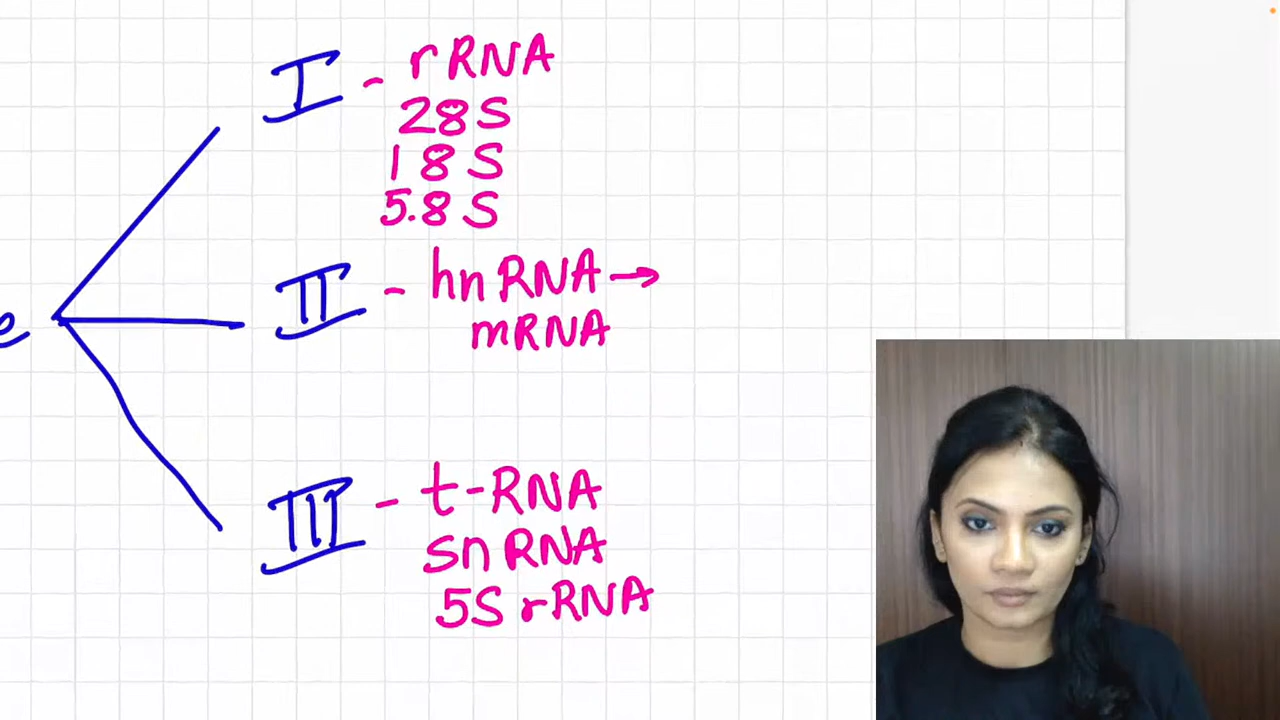 I - rRNA
28S
18S
5.8S
e
II - hnRNA →
mRNA
III - t-RNA
snRNA
5S rRNA